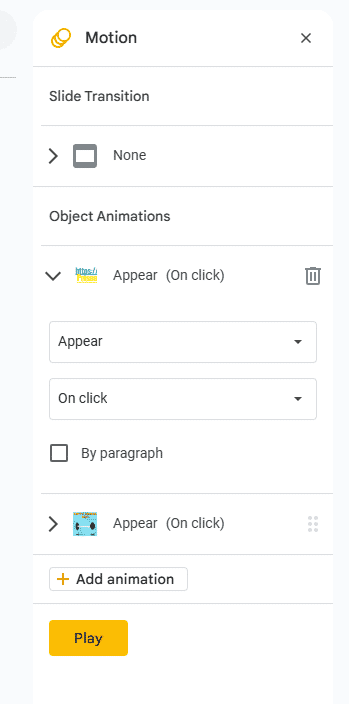 Motion
Slide Transition
None
Object Animations
https://
Appear (On click)
Appear
On click
By paragraph
Appear (On click)
Add animation
Play